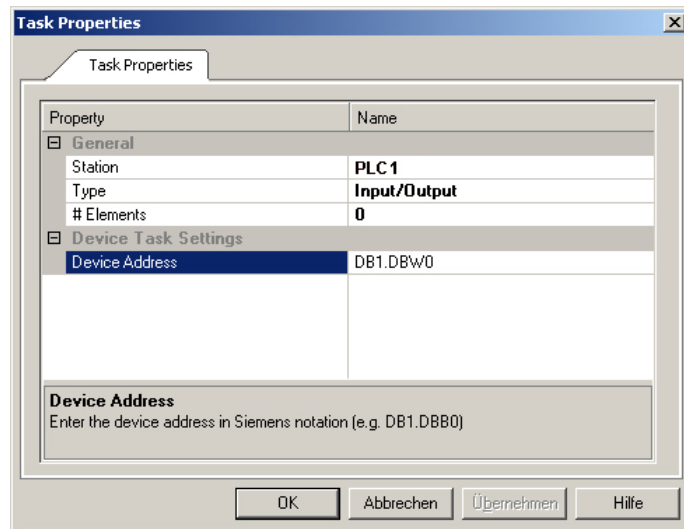 Task Properties
Task Properties
Property Name
General
Station PLC1
Type Input/Output
# Elements 0
Device Task Settings
Device Address DB1.DBW0
Device Address
Enter the device address in Siemens notation (e.g. DB1.DBB0)
OK Abbrechen Übernehmen Hilfe